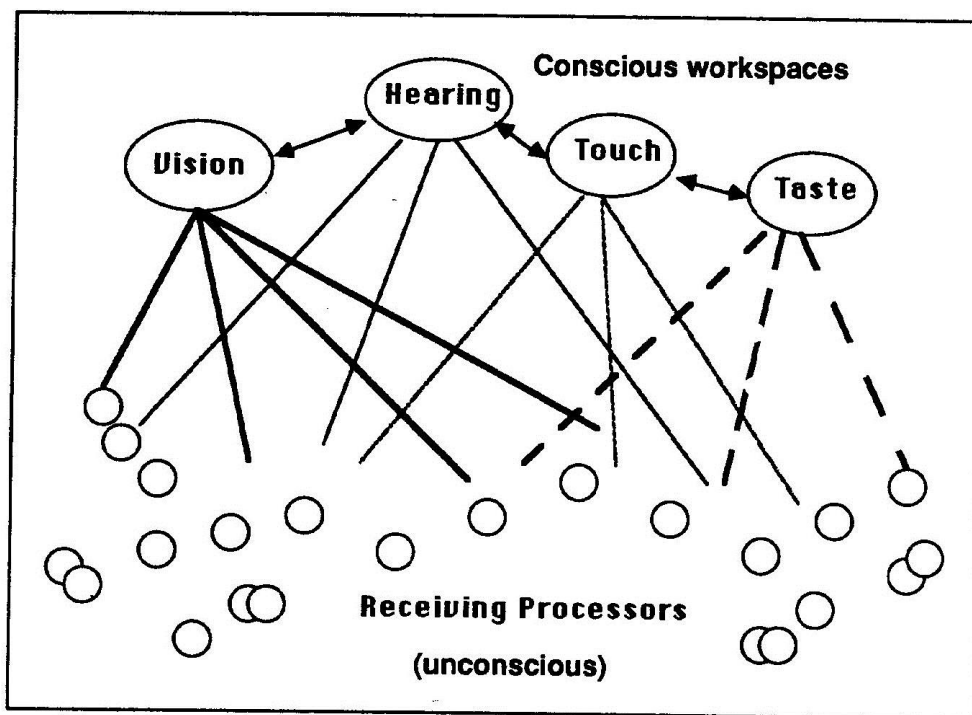 Conscious workspaces
Hearing
Vision
Touch
Taste
Receiving Processors
(unconscious)